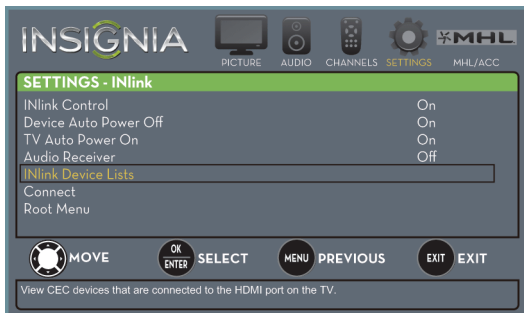 INSIGNIA
PICTURE AUDIO CHANNELS SETTINGS MHL MHL/ACC
SETTINGS - INlink
INlink Control On
Device Auto Power Off On
TV Auto Power On On
Audio Receiver Off
INlink Device Lists
Connect
Root Menu
MOVE OK ENTER SELECT MENU PREVIOUS EXIT EXIT
View CEC devices that are connected to the HDMI port on the TV.